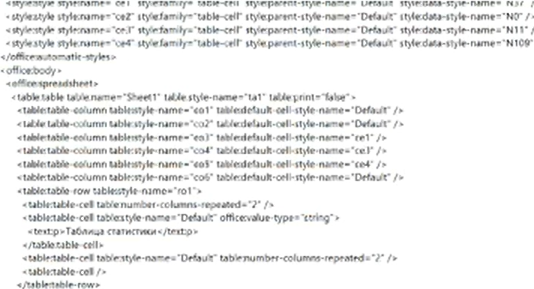 <style:style style:name="ce1" style:family="table-cell" style:parent-style-name="Default" style:data-style-name="N37" />
<style:style style:name="ce2" style:family="table-cell" style:parent-style-name="Default" style:data-style-name="N0" />
<style:style style:name="ce3" style:family="table-cell" style:parent-style-name="Default" style:data-style-name="N11" />
<style:style style:name="ce4" style:family="table-cell" style:parent-style-name="Default" style:data-style-name="N109"
</office:automatic-styles>
<office:body>
<office:spreadsheet>
<table:table table:name="Sheet1" table:style-name="ta1" table:print="false">
<table:table-column table:style-name="co1" table:default-cell-style-name="Default" />
<table:table-column table:style-name="co2" table:default-cell-style-name="Default" />
<table:table-column table:style-name="co3" table:default-cell-style-name="ce1" />
<table:table-column table:style-name="co4" table:default-cell-style-name="ce3" />
<table:table-column table:style-name="co5" table:default-cell-style-name="ce4" />
<table:table-column table:style-name="co6" table:default-cell-style-name="Default" />
<table:table-row table:style-name="ro1">
<table:table-cell table:number-columns-repeated="2" />
<table:table-cell table:style-name="Default" office:value-type="string">
<text:p>Таблица статистики</text:p>
</table:table-cell>
<table:table-cell table:style-name="Default" table:number-columns-repeated="2" />
<table:table-cell />
</table:table-row>